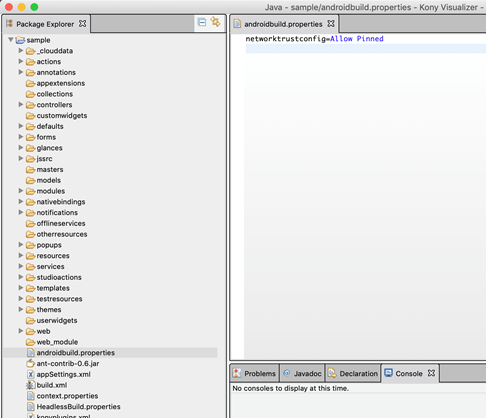 Java - sample/androidbuild.properties - Kony Visualizer -
Package Explorer
sample
_clouddata
actions
annotations
appextensions
collections
controllers
customwidgets
defaults
forms
glances
jssrc
masters
models
modules
nativebindings
notifications
offlineservices
otherresources
popups
resources
services
studioactions
templates
testresources
themes
userwidgets
web
web_module
androidbuild.properties
ant-contrib-0.6.jar
appSettings.xml
build.xml
context.properties
HeadlessBuild.properties
konyplugins.xml
androidbuild.properties
networktrustconfig=Allow Pinned
Problems
Javadoc
Declaration
Console
No consoles to display at this time.